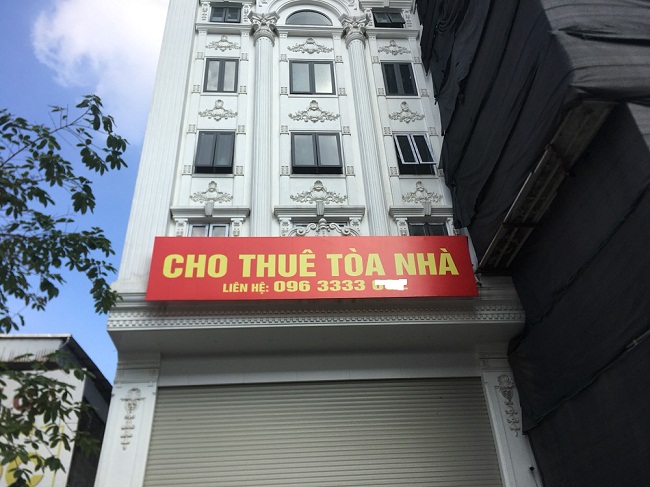 CHO THUÊ TÒA NHÀ
LIÊN HỆ: 096 3333